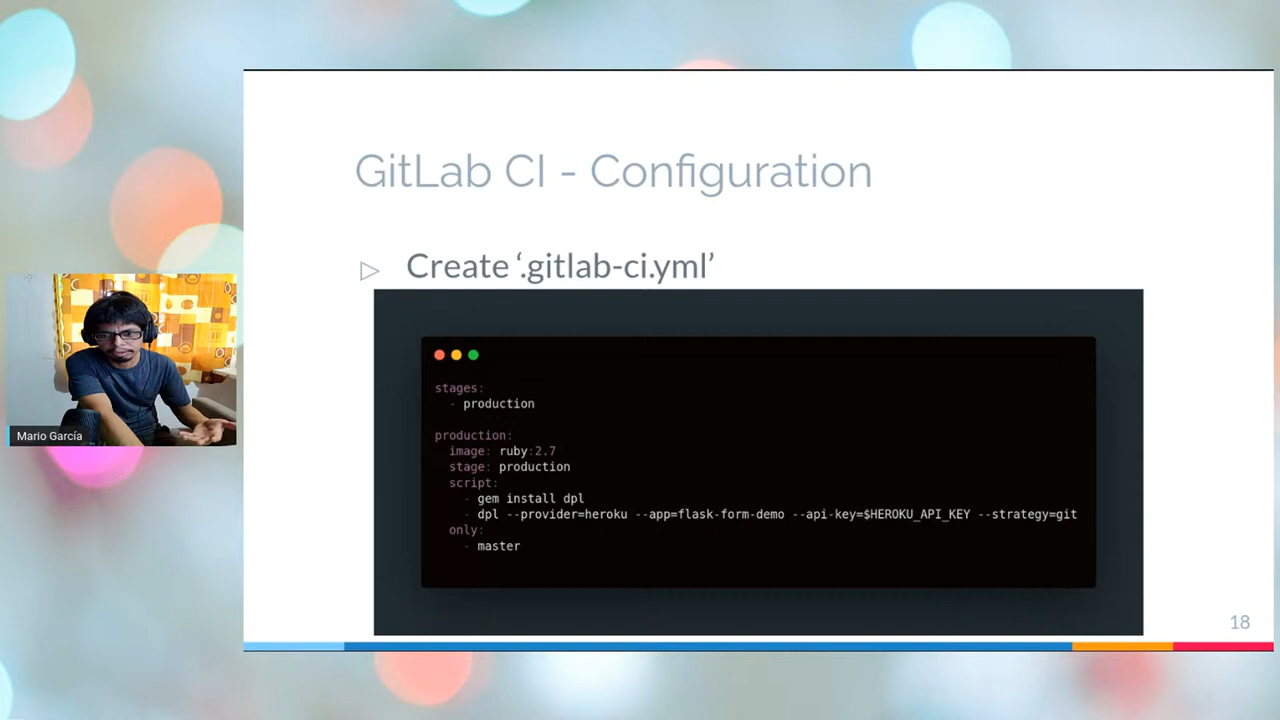 GitLab CI - Configuration
▷ Create ‘.gitlab-ci.yml’
stages:
  - production
production:
  image: ruby:2.7
  stage: production
  script:
    - gem install dpl
    - dpl --provider=heroku --app=flask-form-demo --api-key=$HEROKU_API_KEY --strategy=git
  only:
    - master
Mario García
18